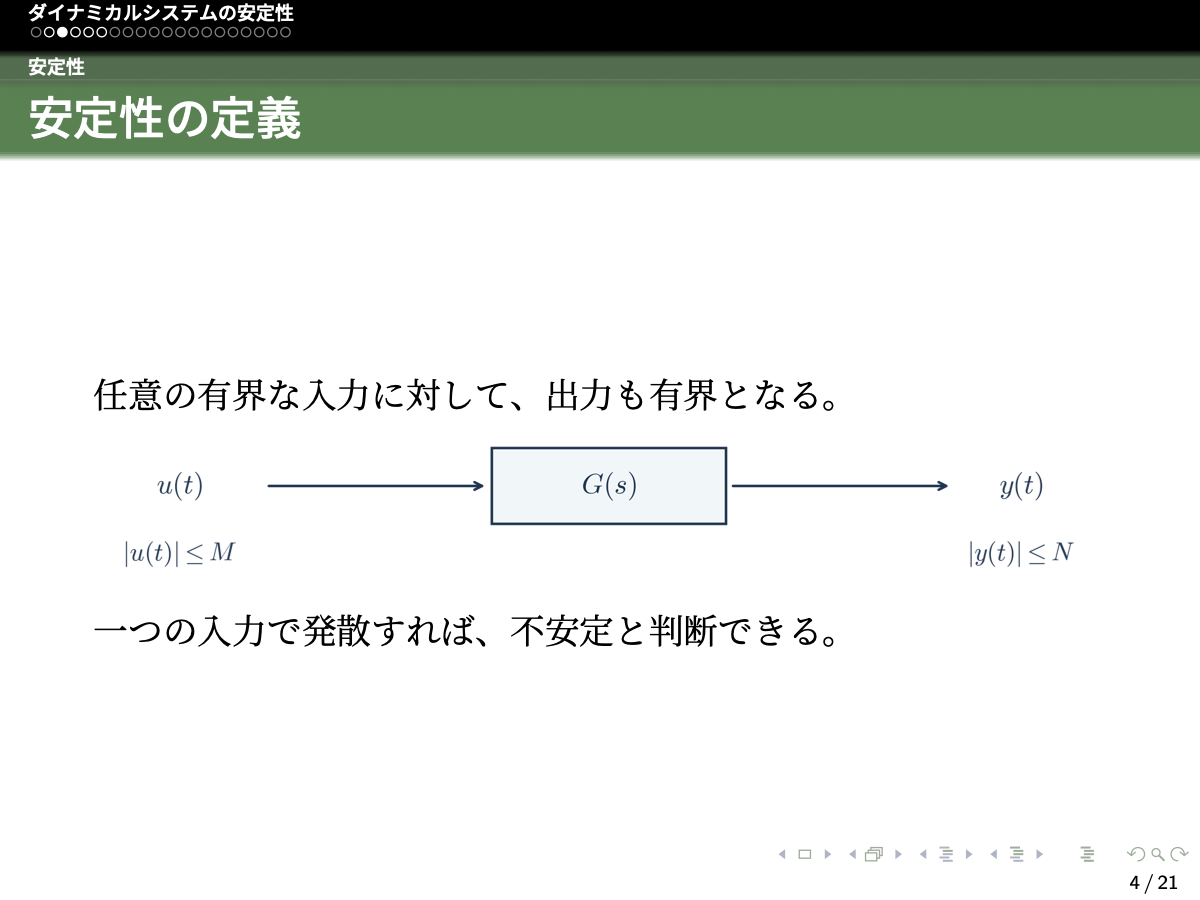 ダイナミカルシステムの安定性
安定性
安定性の定義
任意の有界な入力に対して、出力も有界となる。
u(t) G(s) y(t)
|u(t)| ≤ M |y(t)| ≤ N
一つの入力で発散すれば、不安定と判断できる。
4 / 21